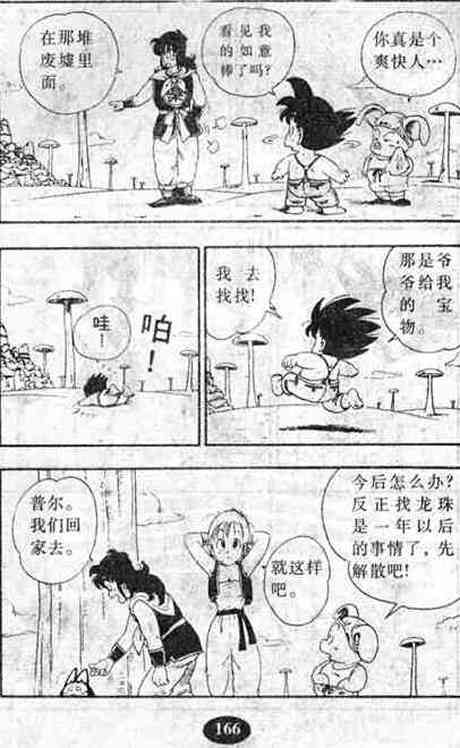 你真是个
爽快人…
看见我
的如意
棒了吗?
在那堆
废墟里
面。
那是爷
爷给我
的宝
物。
我去
找找!
哇!
啪!
今后怎么办?
反正找龙珠
是一年以后
的事情了,先
解散吧!
就这样
吧。
普尔。
我们回
家去。
166